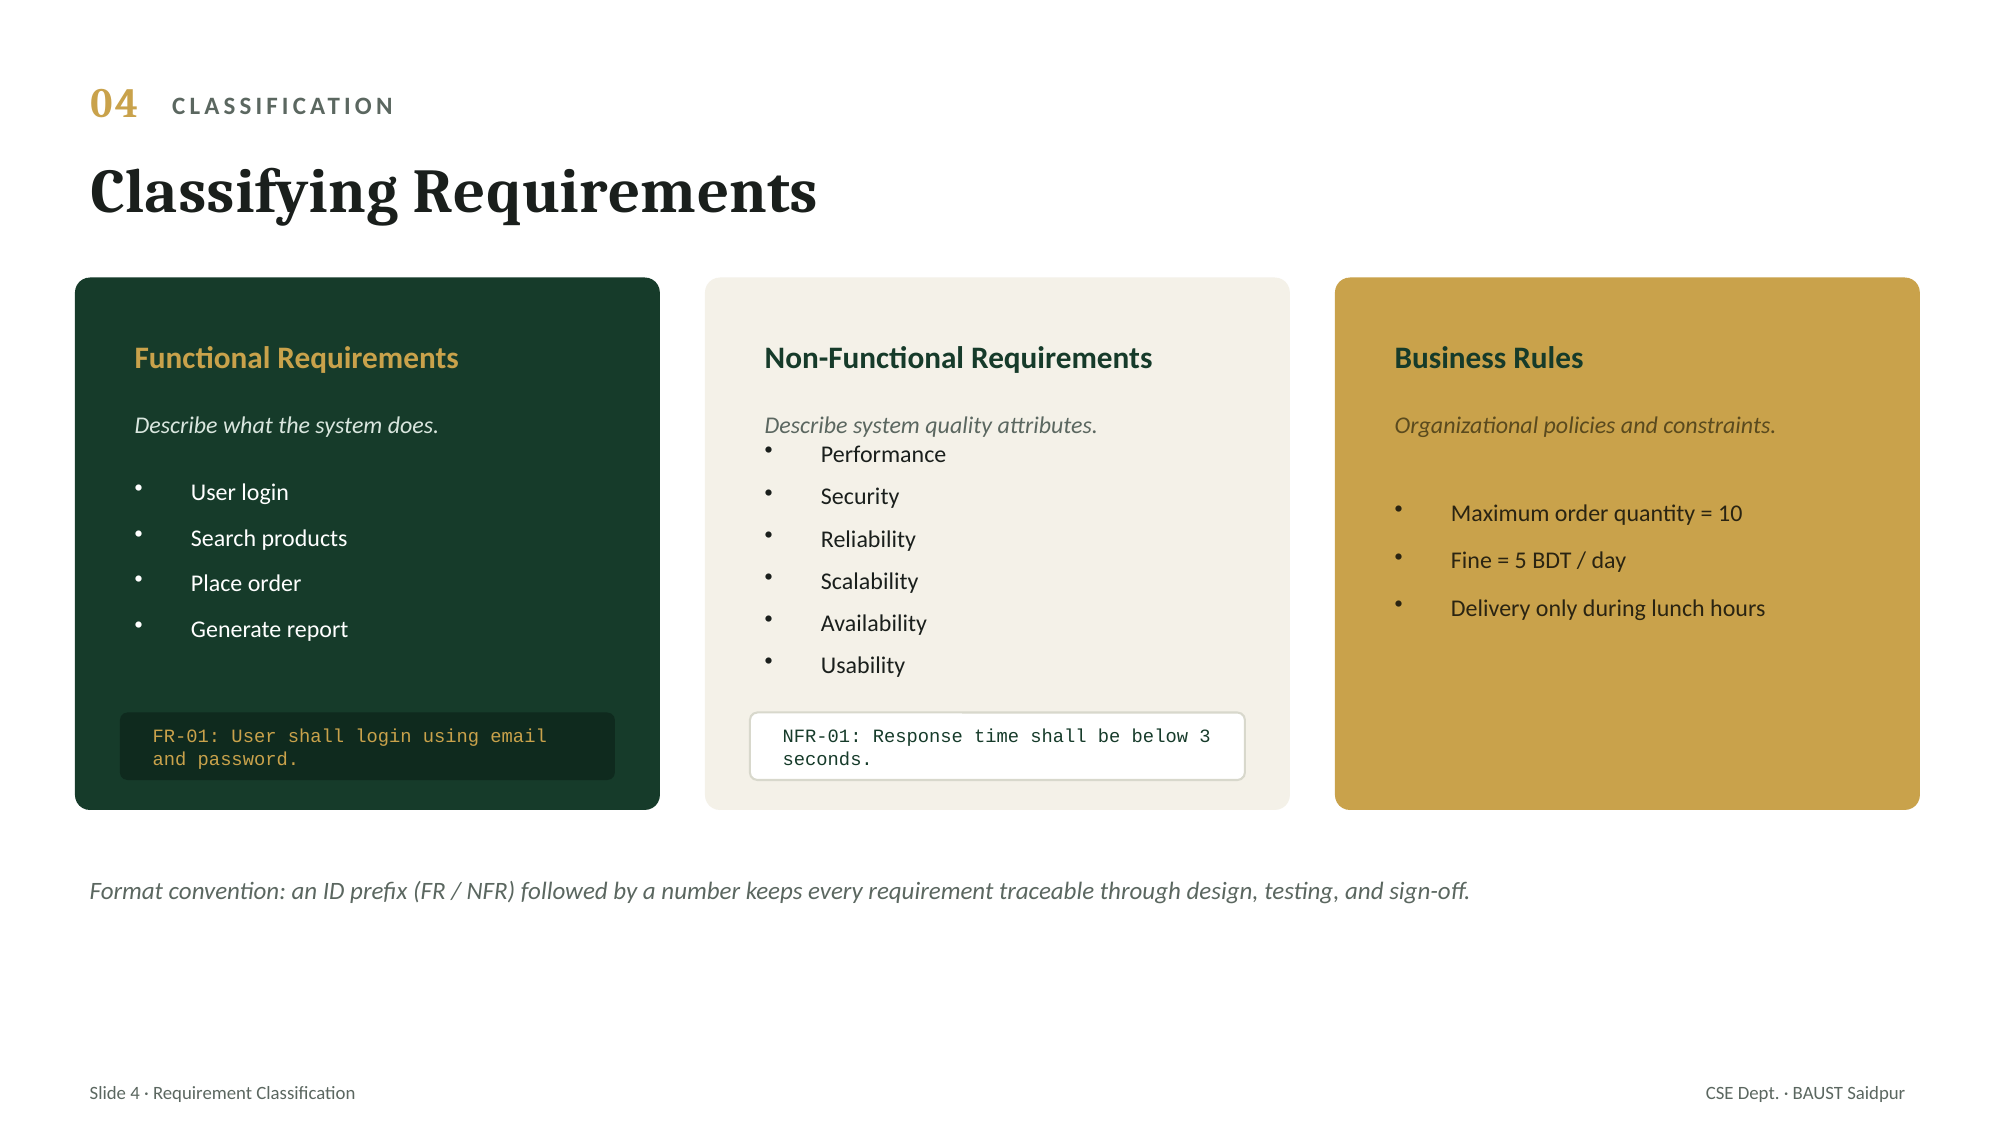 04 CLASSIFICATION
Classifying Requirements
Functional Requirements
Describe what the system does.
• User login
• Search products
• Place order
• Generate report
FR-01: User shall login using email
and password.
Non-Functional Requirements
Describe system quality attributes.
• Performance
• Security
• Reliability
• Scalability
• Availability
• Usability
NFR-01: Response time shall be below 3
seconds.
Business Rules
Organizational policies and constraints.
• Maximum order quantity = 10
• Fine = 5 BDT / day
• Delivery only during lunch hours
Format convention: an ID prefix (FR / NFR) followed by a number keeps every requirement traceable through design, testing, and sign-off.
Slide 4 · Requirement Classification
CSE Dept. · BAUST Saidpur